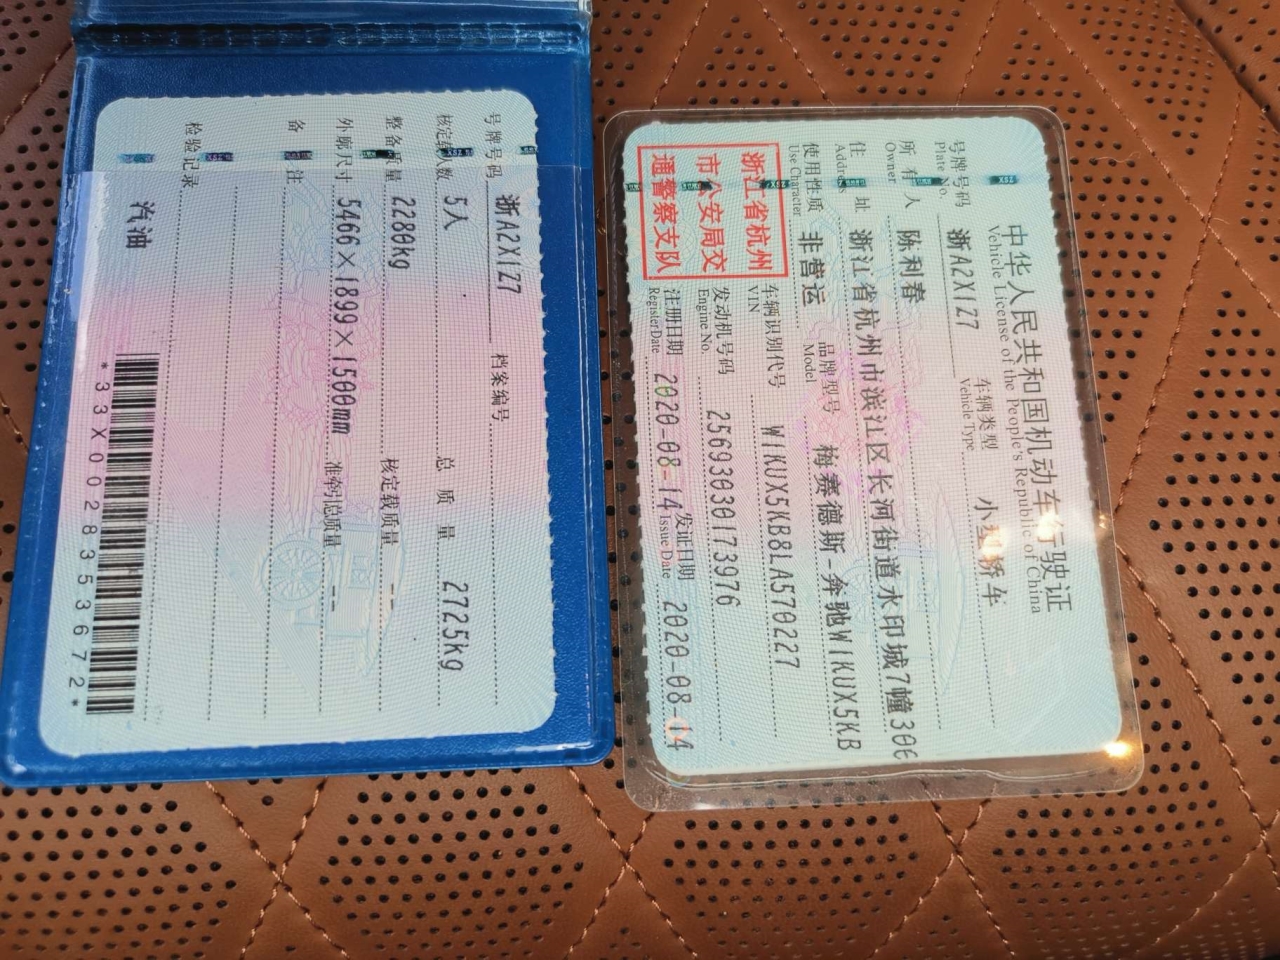 中华人民共和国机动车行驶证
Vehicle License of the People's Republic of China
号牌号码 浙A2X1Z7 车辆类型 小型轿车
Plate No. Vehicle Type
所有人 陈利春
Owner
住址 浙江省杭州市滨江区长河街道水印城7幢30
Address
使用性质 非营运 品牌型号 梅赛德斯-奔驰W1KUX5KB
Use Character Model
浙江省杭州
市公安局交
通警察支队
车辆识别代号 W1KUX5KB8LA570227
VIN
发动机号码 25693030173976
Engine No.
注册日期 2020-08-14 发证日期 2020-08-14
Register Date Issue Date
号牌号码 浙A2X1Z7 档案编号
核定载人数 5人 总质量 2725kg
整备质量 2280kg 核定载质量 --
外廓尺寸 5466×1899×1500mm 准牵引总质量 --
备注
检验记录
汽油
*33X0028353672*